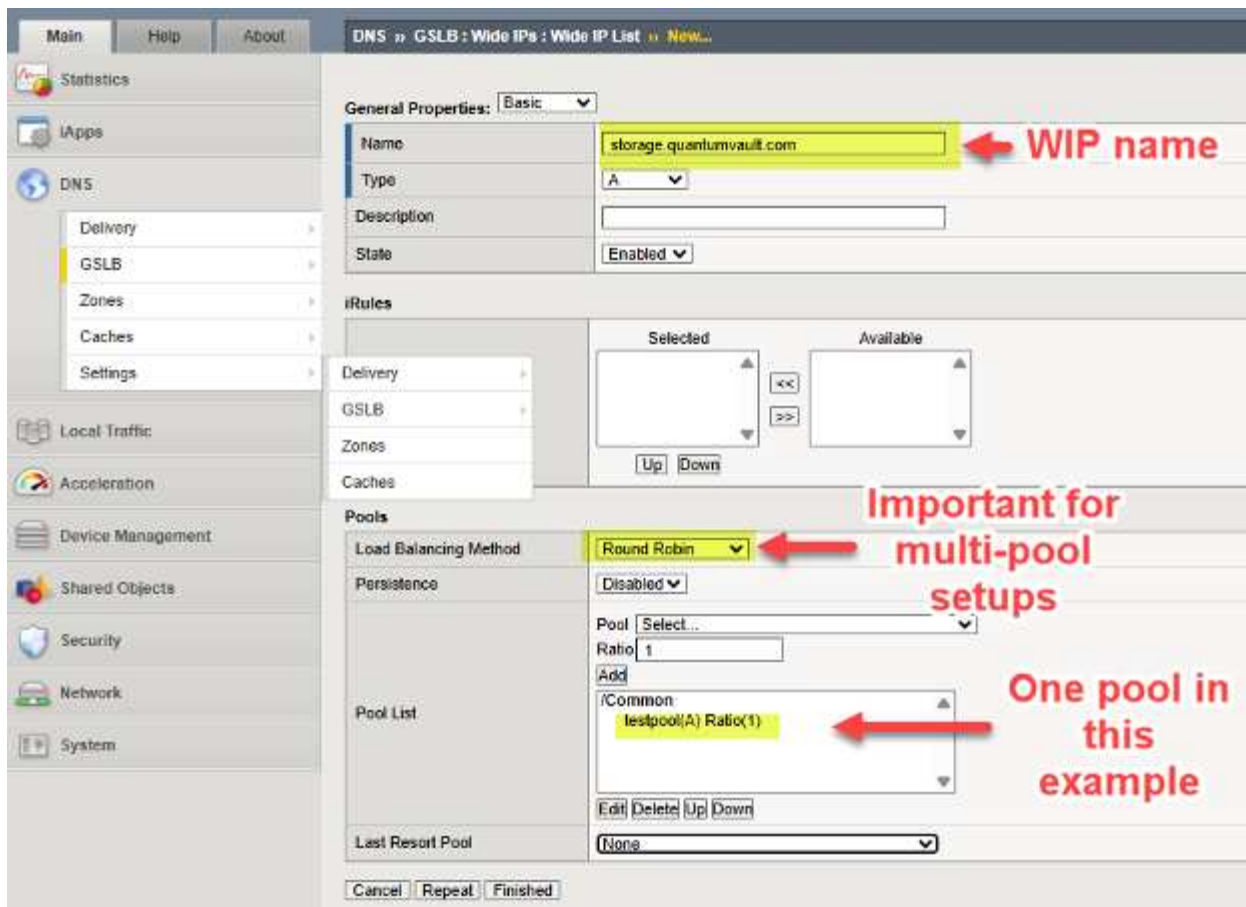 Main
Help
About
DNS » GSLB : Wide IPs : Wide IP List » New...
Statistics
iApps
DNS
Delivery
GSLB
Zones
Caches
Settings
Delivery
GSLB
Zones
Caches
Local Traffic
Acceleration
Device Management
Shared Objects
Security
Network
System
General Properties: Basic
Name
storage.quantumvault.com
WIP name
Type
A
Description
State
Enabled
iRules
Selected
Available
<<
>>
Up Down
Pools
Important for
multi-pool
setups
Load Balancing Method
Round Robin
Persistence
Disabled
Pool List
Pool Select...
Ratio 1
Add
/Common
testpool(A) Ratio(1)
One pool in
this
example
Edit Delete Up Down
Last Resort Pool
None
Cancel Repeat Finished